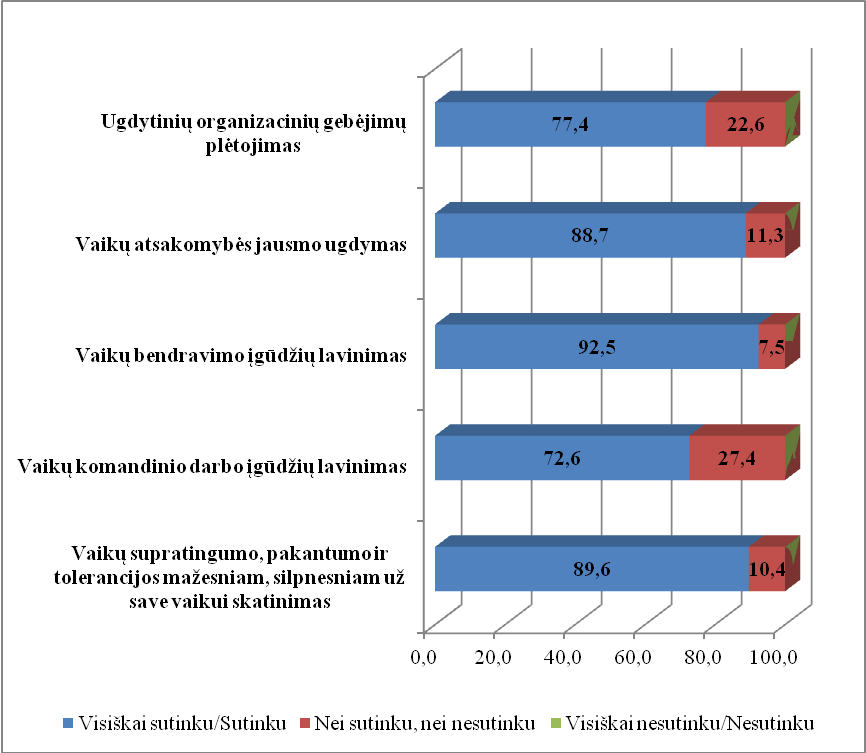 Ugdytinių organizacinių gebėjimų
plėtojimas
77,4
22,6
Vaikų atsakomybės jausmo ugdymas
88,7
11,3
Vaikų bendravimo įgūdžių lavinimas
92,5
7,5
Vaikų komandinio darbo įgūdžių lavinimas
72,6
27,4
Vaikų supratingumo, pakantumo ir
tolerancijos mažesniam, silpnesniam už
save vaikui skatinimas
89,6
10,4
0,0 20,0 40,0 60,0 80,0 100,0
Visiškai sutinku/Sutinku Nei sutinku, nei nesutinku Visiškai nesutinku/Nesutinku